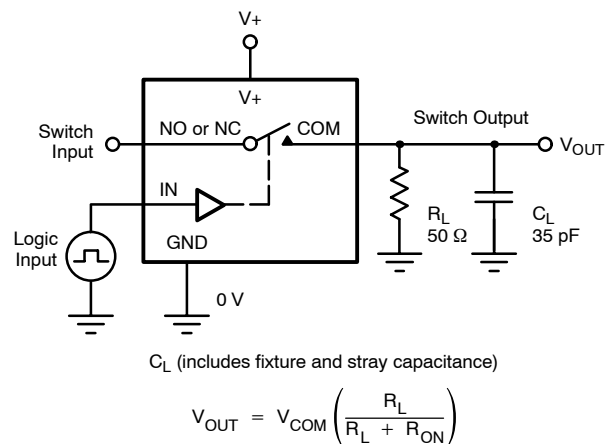 V+
V+
Switch Input
NO or NC
COM
Switch Output
V_OUT
IN
Logic Input
GND
0 V
R_L
50 Ω
C_L
35 pF
C_L (includes fixture and stray capacitance)
V_OUT = V_COM (R_L / (R_L + R_ON))